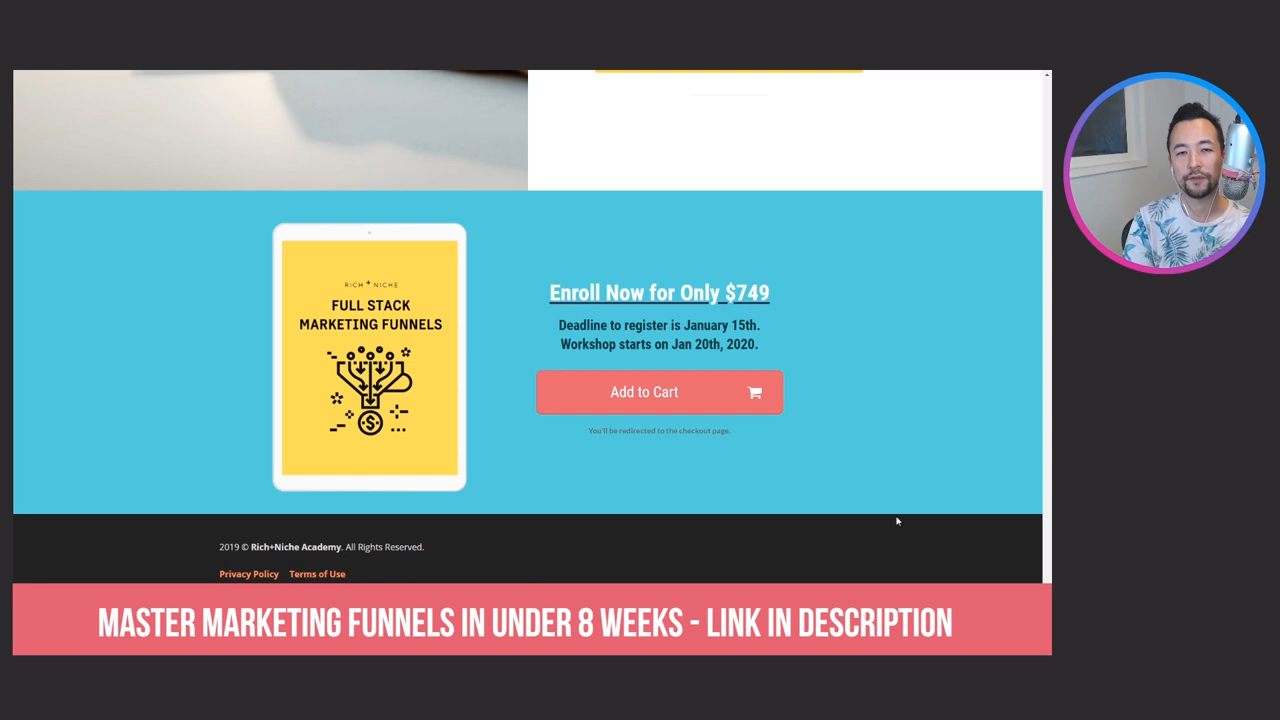 RICH + NICHE
FULL STACK
MARKETING FUNNELS
Enroll Now for Only $749
Deadline to register is January 15th.
Workshop starts on Jan 20th, 2020.
Add to Cart
You'll be redirected to the checkout page.
2019 © Rich+Niche Academy. All Rights Reserved.
Privacy Policy Terms of Use
MASTER MARKETING FUNNELS IN UNDER 8 WEEKS - LINK IN DESCRIPTION